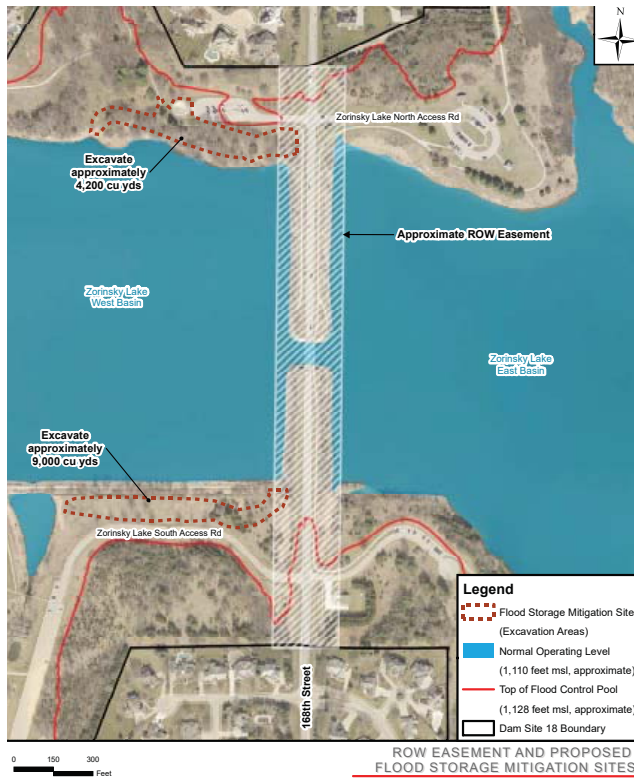 N
Zorinsky Lake North Access Rd
Excavate
approximately
4,200 cu yds
Approximate ROW Easement
Zorinsky Lake
West Basin
Zorinsky Lake
East Basin
Excavate
approximately
9,000 cu yds
Zorinsky Lake South Access Rd
168th Street
Legend
Flood Storage Mitigation Site
(Excavation Areas)
Normal Operating Level
(1,110 feet msl, approximate)
Top of Flood Control Pool
(1,128 feet msl, approximate)
Dam Site 18 Boundary
0 150 300
Feet
ROW EASEMENT AND PROPOSED
FLOOD STORAGE MITIGATION SITES